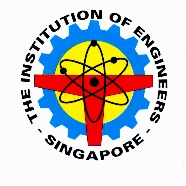 THE INSTITUTION OF ENGINEERS
- SINGAPORE -